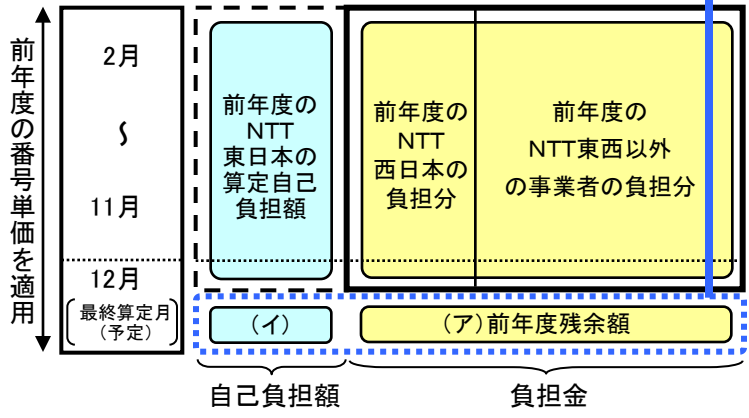 前年度の番号単価を適用
2月
～
11月
12月
最終算定月
(予定)
前年度の
NTT
東日本の
算定自己
負担額
前年度の
NTT
西日本の
負担分
前年度の
NTT東西以外
の事業者の負担分
(イ)
(ア)前年度残余額
自己負担額
負担金